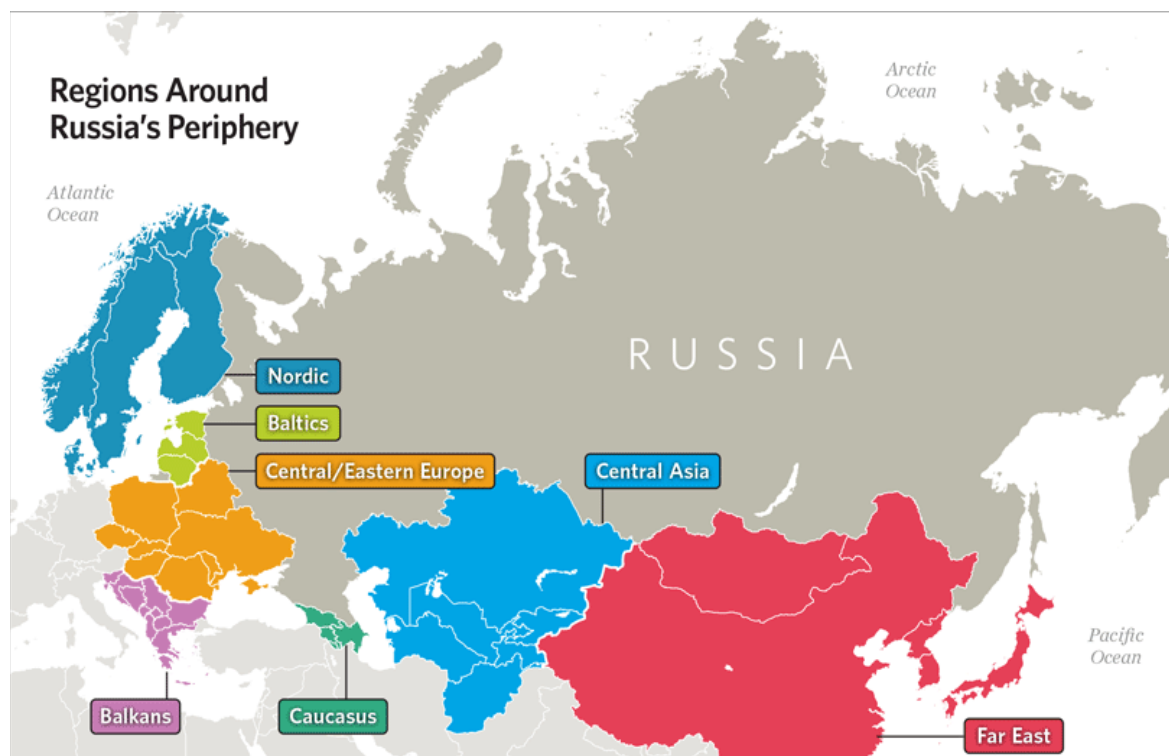 Regions Around
Russia's Periphery
Arctic
Ocean
Atlantic
Ocean
RUSSIA
Nordic
Baltics
Central/Eastern Europe
Central Asia
Pacific
Ocean
Balkans
Caucasus
Far East